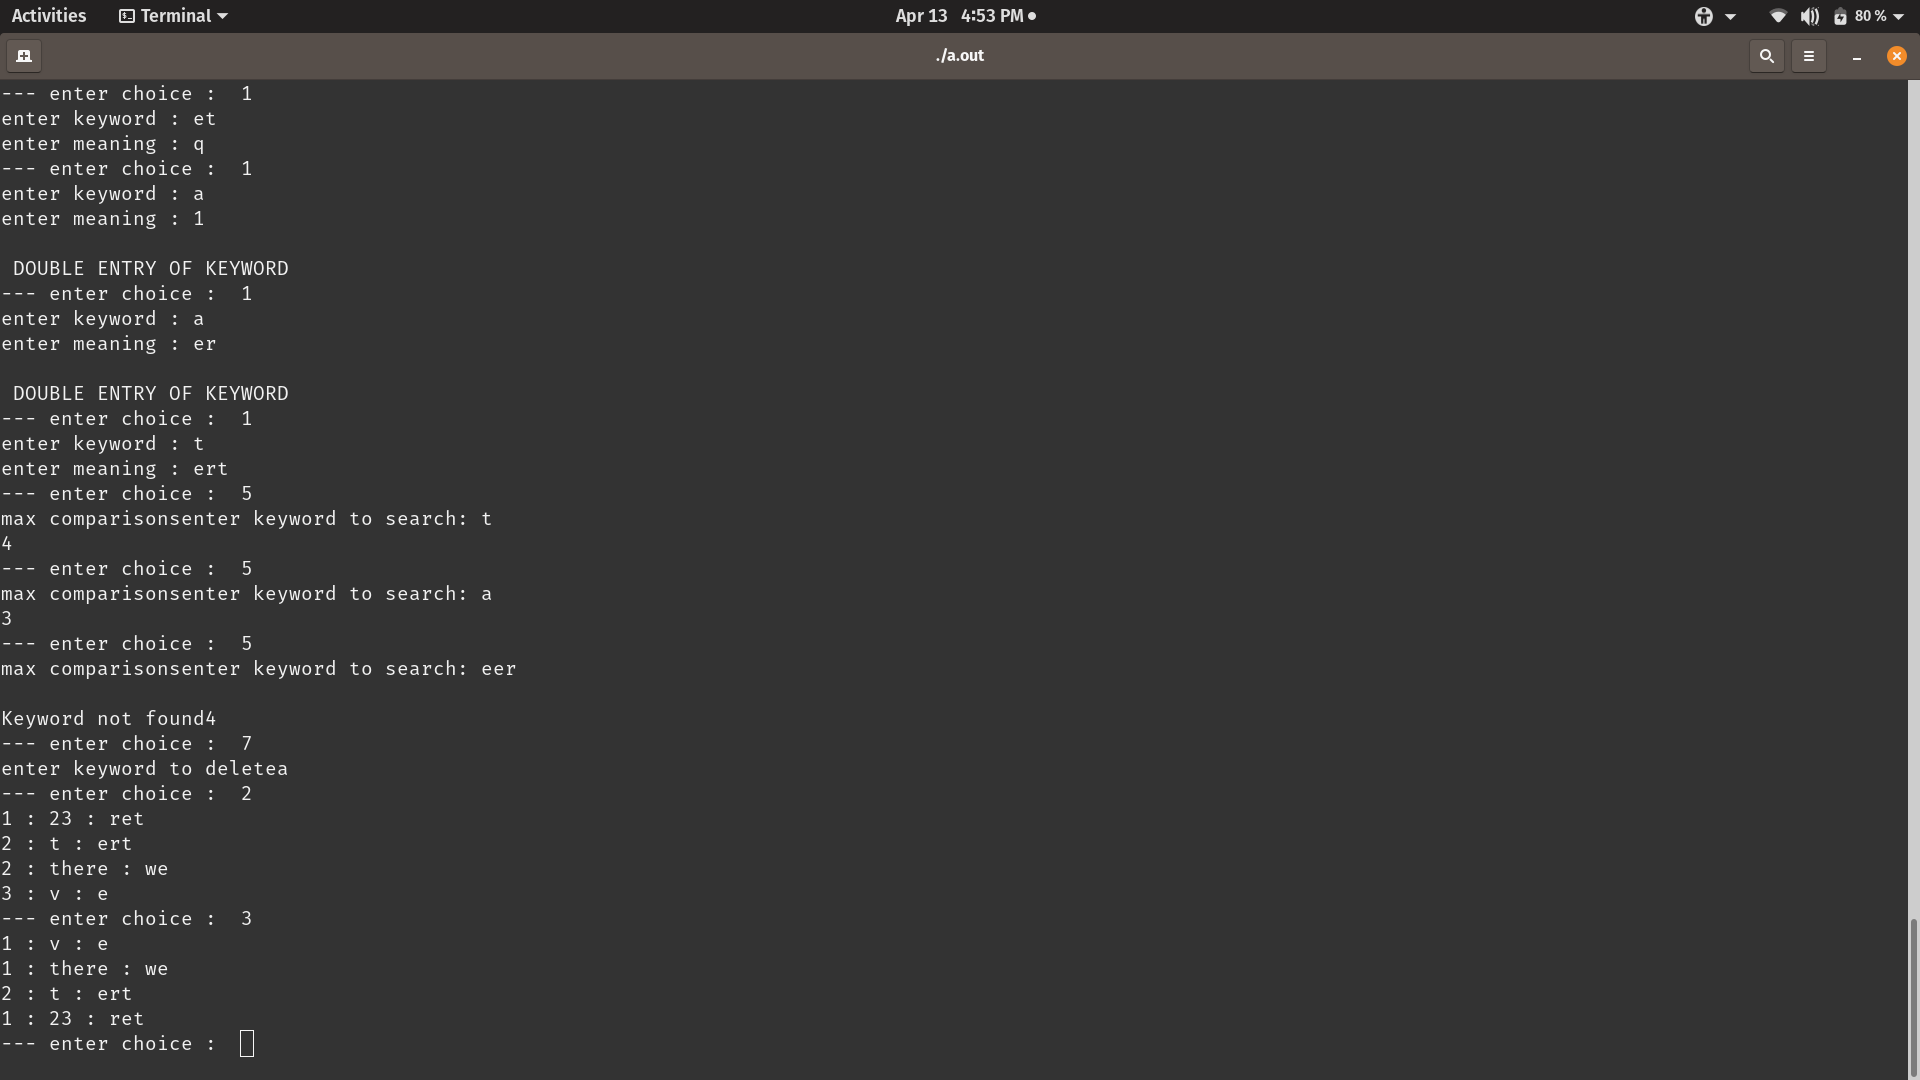 Activities Terminal Apr 13 4:53 PM 80 %
./a.out
--- enter choice :  1
enter keyword : et
enter meaning : q
--- enter choice :  1
enter keyword : a
enter meaning : 1
 DOUBLE ENTRY OF KEYWORD
--- enter choice :  1
enter keyword : a
enter meaning : er
 DOUBLE ENTRY OF KEYWORD
--- enter choice :  1
enter keyword : t
enter meaning : ert
--- enter choice :  5
max comparisonsenter keyword to search: t
4
--- enter choice :  5
max comparisonsenter keyword to search: a
3
--- enter choice :  5
max comparisonsenter keyword to search: eer
Keyword not found4
--- enter choice :  7
enter keyword to deletea
--- enter choice :  2
1 : 23 : ret
2 : t : ert
2 : there : we
3 : v : e
--- enter choice :  3
1 : v : e
1 : there : we
2 : t : ert
1 : 23 : ret
--- enter choice :